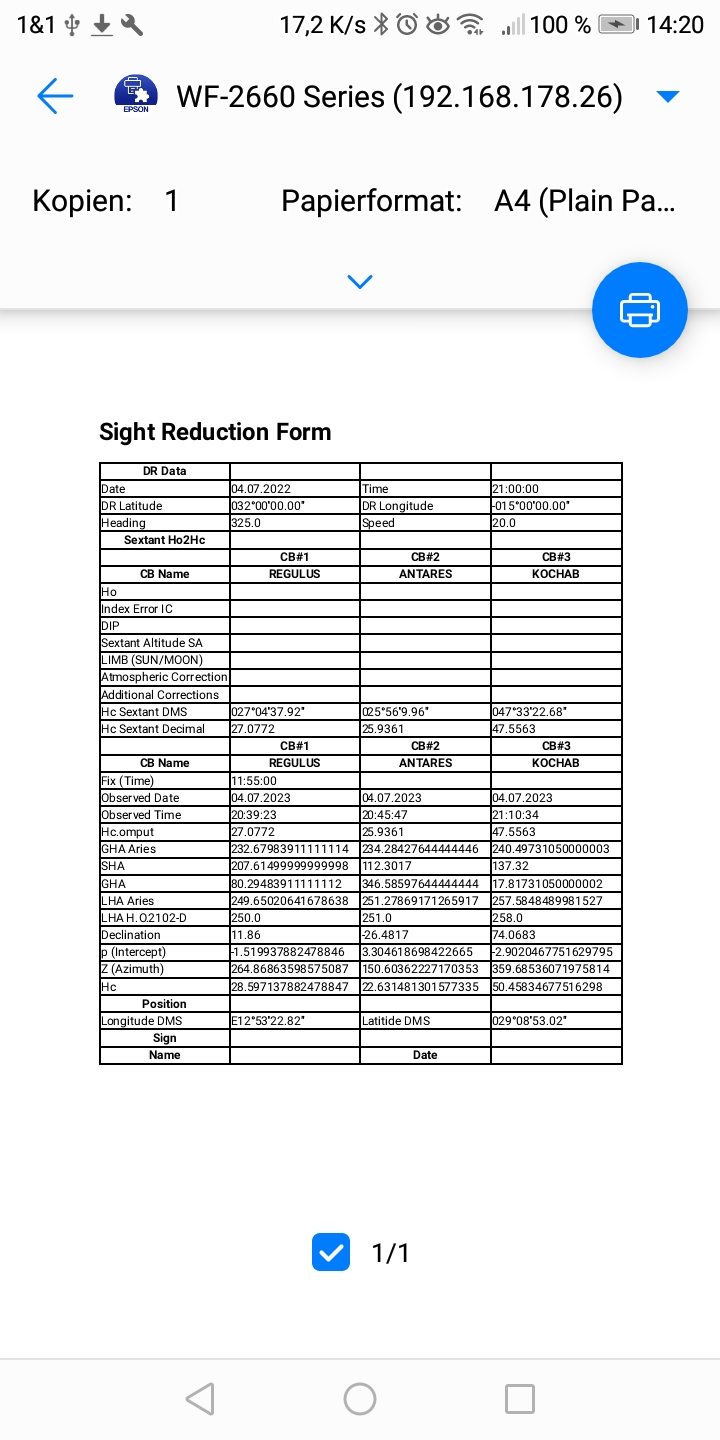 1&1 17,2 K/s 100 % 14:20
EPSON WF-2660 Series (192.168.178.26)
Kopien: 1 Papierformat: A4 (Plain Pa...
Sight Reduction Form
DR Data
Date 04.07.2022 Time 21:00:00
DR Latitude 032°00'00.00" DR Longitude -015°00'00.00"
Heading 325.0 Speed 20.0
Sextant Ho2Hc
CB#1 CB#2 CB#3
CB Name REGULUS ANTARES KOCHAB
Ho
Index Error IC
DIP
Sextant Altitude SA
LIMB (SUN/MOON)
Atmospheric Correction
Additional Corrections
Hc Sextant DMS 027°04'37.92" 025°56'9.96" 047°33'22.68"
Hc Sextant Decimal 27.0772 25.9361 47.5563
CB#1 CB#2 CB#3
CB Name REGULUS ANTARES KOCHAB
Fix (Time) 11:55:00
Observed Date 04.07.2023 04.07.2023 04.07.2023
Observed Time 20:39:23 20:45:47 21:10:34
Hc.omput 27.0772 25.9361 47.5563
GHA Aries 232.67983911111114 234.28427644444446 240.49731050000003
SHA 207.61499999999998 112.3017 137.32
GHA 80.29483911111112 346.58597644444444 17.81731050000002
LHA Aries 249.65020641678638 251.27869171265917 257.5848489981527
LHA H.O.2102-D 250.0 251.0 258.0
Declination 11.86 -26.4817 74.0683
p (Intercept) -1.519937882478846 3.304618698422665 -2.9020467751629795
Z (Azimuth) 264.86863598575087 150.60362227170353 359.68536071975814
Hc 28.597137882478847 22.631481301577335 50.45834677516298
Position
Longitude DMS E12°53'22.82" Latitide DMS 029°08'53.02"
Sign
Name Date
1/1